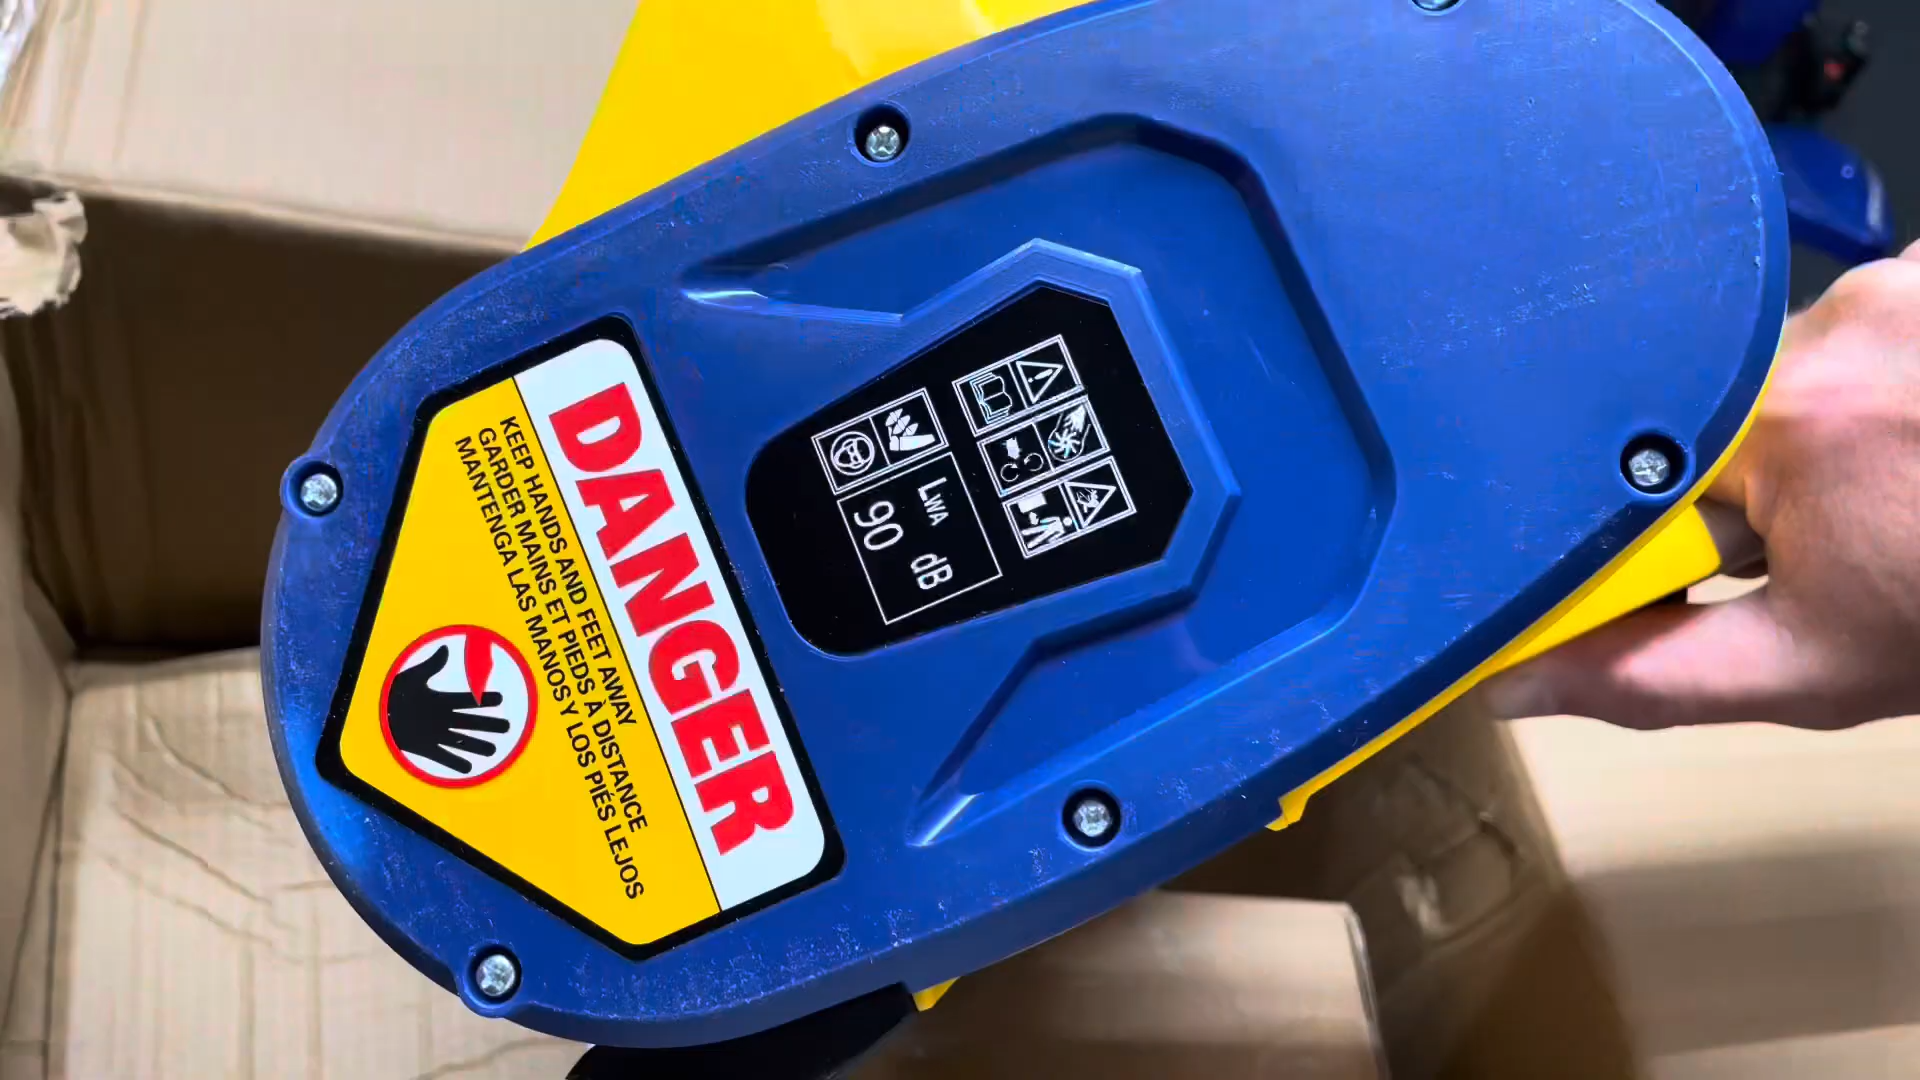 DANGER
KEEP HANDS AND FEET AWAY
GARDER MAINS ET PIEDS À DISTANCE
MANTENGA LAS MANOS Y LOS PIÉS LEJOS
LWA
90 dB